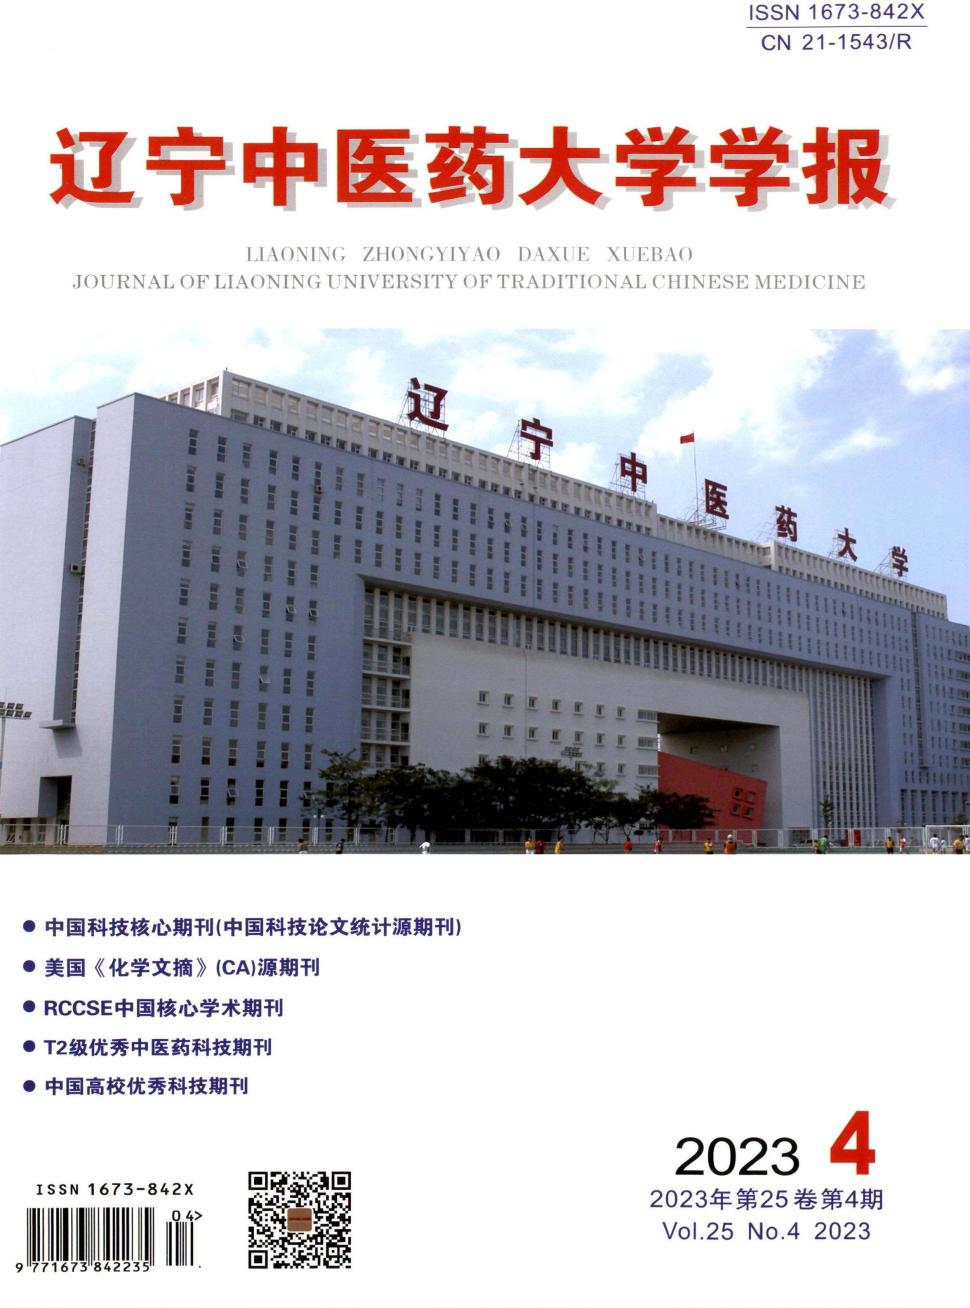 ISSN 1673-842X
CN 21-1543/R
辽宁中医药大学学报
LIAONING ZHONGYIYAO DAXUE XUEBAO
JOURNAL OF LIAONING UNIVERSITY OF TRADITIONAL CHINESE MEDICINE
辽宁中医药大学
中国科技核心期刊(中国科技论文统计源期刊)
美国《化学文摘》(CA)源期刊
RCCSE中国核心学术期刊
T2级优秀中医药科技期刊
中国高校优秀科技期刊
2023 4
2023年第25卷第4期
Vol.25 No.4 2023
ISSN 1673-842X
04>
9 771673 842235